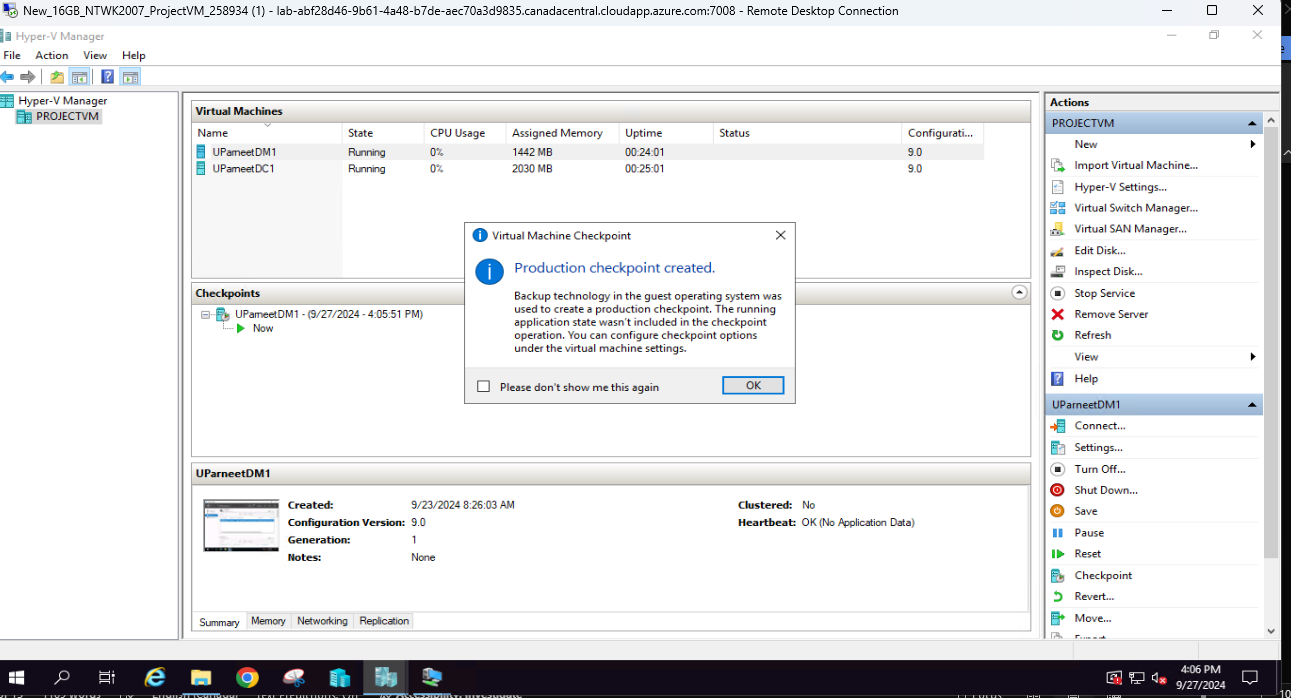 New_16GB_NTWK2007_ProjectVM_258934 (1) - lab-abf28d46-9b61-4a48-b7de-aec70a3d9835.canadacentral.cloudapp.azure.com:7008 - Remote Desktop Connection
Hyper-V Manager
File Action View Help
Hyper-V Manager
PROJECTVM
Virtual Machines
Name State CPU Usage Assigned Memory Uptime Status Configurati...
UParneetDM1 Running 0% 1442 MB 00:24:01 9.0
UParneetDC1 Running 0% 2030 MB 00:25:01 9.0
Virtual Machine Checkpoint
Production checkpoint created.
Backup technology in the guest operating system was
used to create a production checkpoint. The running
application state wasn't included in the checkpoint
operation. You can configure checkpoint options
under the virtual machine settings.
Please don't show me this again
OK
Checkpoints
UParneetDM1 - (9/27/2024 - 4:05:51 PM)
Now
UParneetDM1
Created: 9/23/2024 8:26:03 AM Clustered: No
Configuration Version: 9.0 Heartbeat: OK (No Application Data)
Generation: 1
Notes: None
Summary Memory Networking Replication
Actions
PROJECTVM
New
Import Virtual Machine...
Hyper-V Settings...
Virtual Switch Manager...
Virtual SAN Manager...
Edit Disk...
Inspect Disk...
Stop Service
Remove Server
Refresh
View
Help
UParneetDM1
Connect...
Settings...
Turn Off...
Shut Down...
Save
Pause
Reset
Checkpoint
Revert...
Move...
4:06 PM
9/27/2024